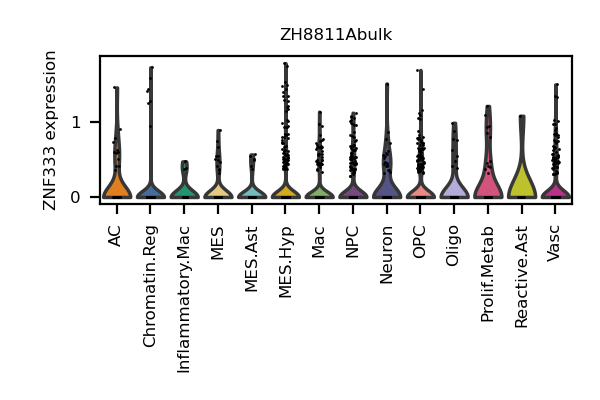 ZH8811Abulk
ZNF333 expression
1
0
AC
Chromatin.Reg
Inflammatory.Mac
MES
MES.Ast
MES.Hyp
Mac
NPC
Neuron
OPC
Oligo
Prolif.Metab
Reactive.Ast
Vasc